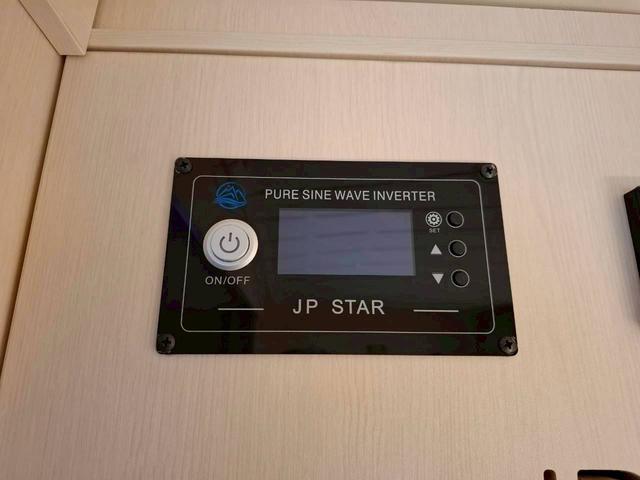 PURE SINE WAVE INVERTER
SET
ON/OFF
JP STAR